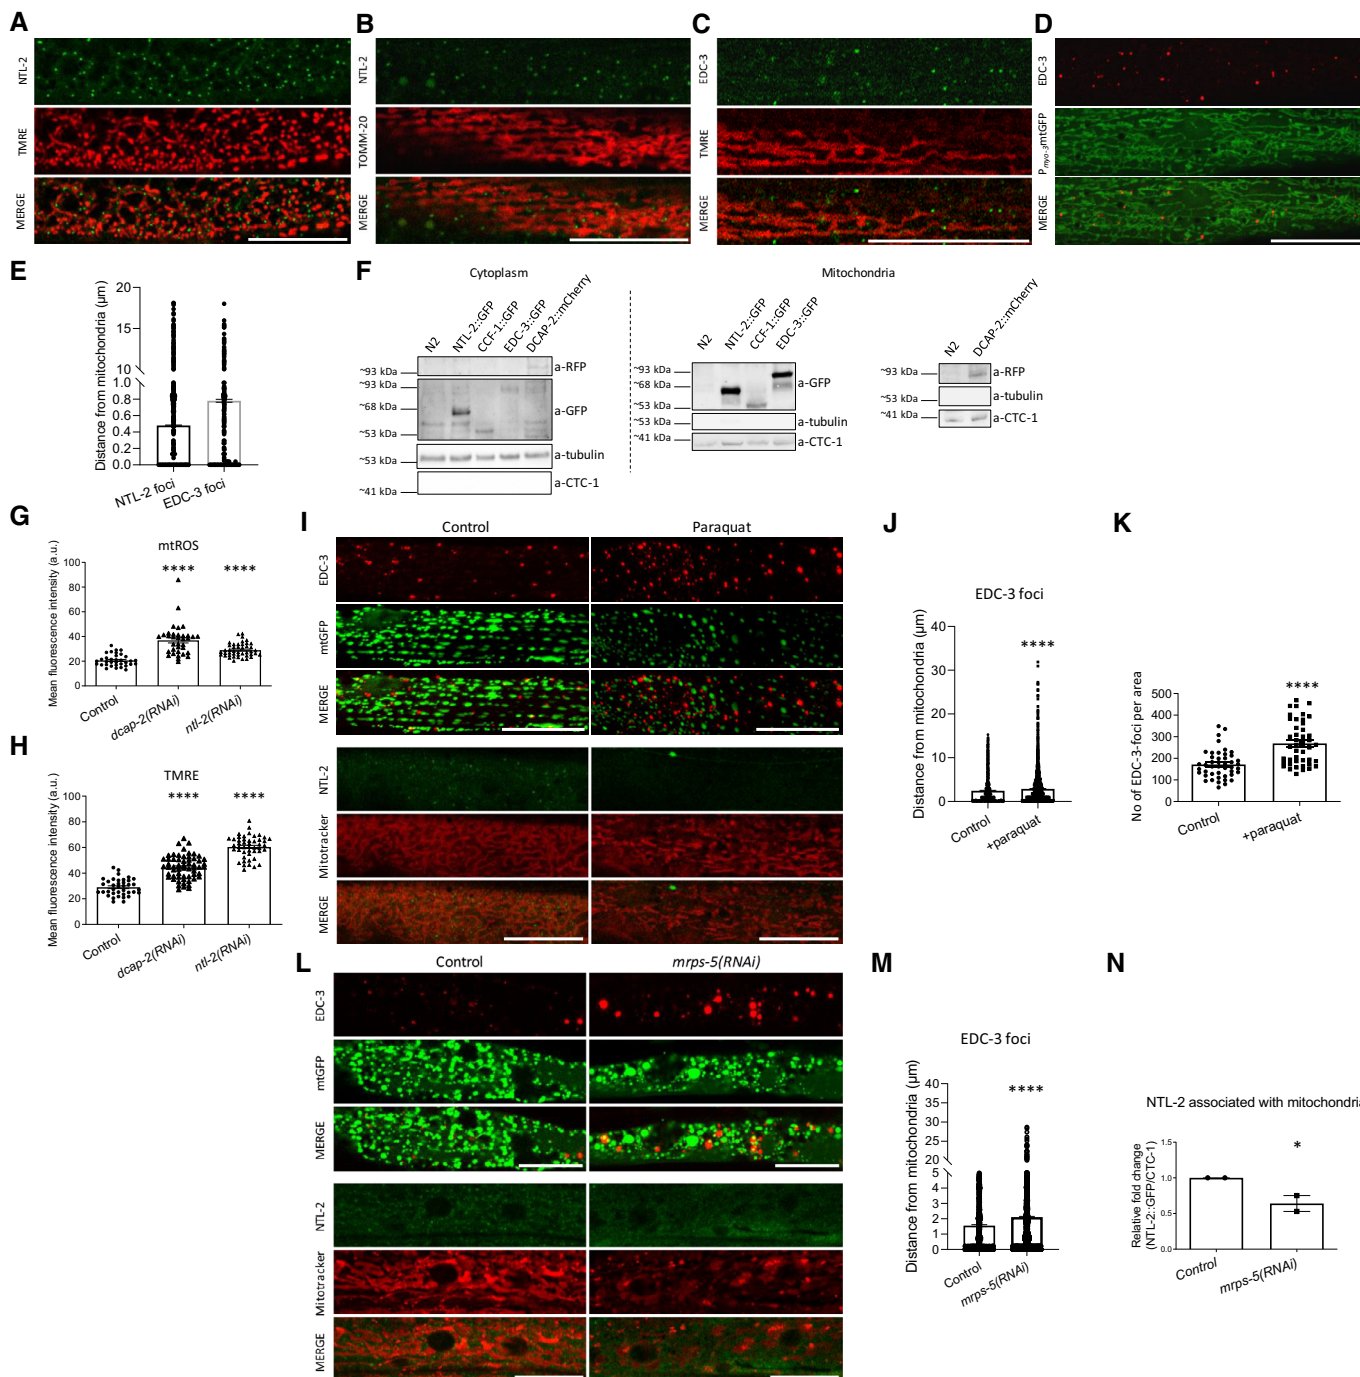 A
NTL-2
TMRE
MERGE
B
NTL-2
TOMM-20
MERGE
C
EDC-3
TMRE
MERGE
D
EDC-3
Pmyo-3mtGFP
MERGE
E
Distance from mitochondria (µm)
20
15
10
1.0
0.8
0.6
0.4
0.2
0.0
NTL-2 foci
EDC-3 foci
F
Cytoplasm
N2
NTL-2::GFP
CCF-1::GFP
EDC-3::GFP
DCAP-2::mCherry
~93 kDa
a-RFP
~93 kDa
~68 kDa
a-GFP
~53 kDa
~53 kDa
a-tubulin
~41 kDa
a-CTC-1
Mitochondria
N2
NTL-2::GFP
CCF-1::GFP
EDC-3::GFP
~93 kDa
~68 kDa
a-GFP
~53 kDa
a-tubulin
~41 kDa
a-CTC-1
N2
DCAP-2::mCherry
~93 kDa
a-RFP
~53 kDa
a-tubulin
~41 kDa
a-CTC-1
G
mtROS
Mean fluorescence intensity (a.u.)
100
80
60
40
20
0
****
****
Control
dcap-2(RNAi)
ntl-2(RNAi)
H
TMRE
Mean fluorescence intensity (a.u.)
100
80
60
40
20
0
****
****
Control
dcap-2(RNAi)
ntl-2(RNAi)
I
Control
Paraquat
EDC-3
mtGFP
MERGE
NTL-2
Mitotracker
MERGE
J
EDC-3 foci
Distance from mitochondria (µm)
40
30
20
10
0
****
Control
+paraquat
K
No of EDC-3-foci per area
500
400
300
200
100
0
****
Control
+paraquat
L
Control
mrps-5(RNAi)
EDC-3
mtGFP
MERGE
NTL-2
Mitotracker
MERGE
M
EDC-3 foci
Distance from mitochondria (µm)
40
35
30
25
20
5
4
3
2
1
0
****
Control
mrps-5(RNAi)
N
NTL-2 associated with mitochondria
Relative fold change
(NTL-2::GFP/CTC-1)
1.5
1.0
0.5
0.0
*
Control
mrps-5(RNAi)